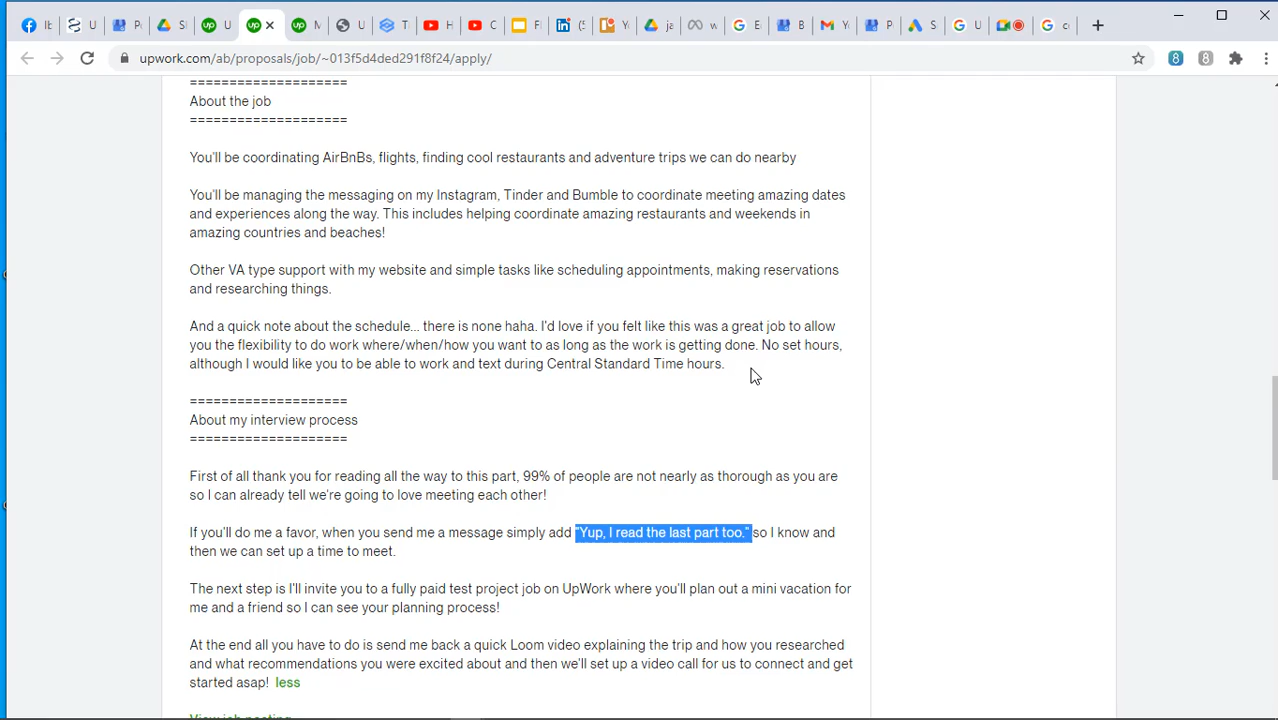 Ib
U
Po
Sl
U
M
U
Ti
H
C
Fl
(5
Yo
ja
w
E
B
Yo
Po
S
U
co
upwork.com/ab/proposals/job/~013f5d4ded291f8f24/apply/
====================
About the job
====================
You'll be coordinating AirBnBs, flights, finding cool restaurants and adventure trips we can do nearby
You'll be managing the messaging on my Instagram, Tinder and Bumble to coordinate meeting amazing dates
and experiences along the way. This includes helping coordinate amazing restaurants and weekends in
amazing countries and beaches!
Other VA type support with my website and simple tasks like scheduling appointments, making reservations
and researching things.
And a quick note about the schedule... there is none haha. I'd love if you felt like this was a great job to allow
you the flexibility to do work where/when/how you want to as long as the work is getting done. No set hours,
although I would like you to be able to work and text during Central Standard Time hours.
====================
About my interview process
====================
First of all thank you for reading all the way to this part, 99% of people are not nearly as thorough as you are
so I can already tell we're going to love meeting each other!
If you'll do me a favor, when you send me a message simply add "Yup, I read the last part too." so I know and
then we can set up a time to meet.
The next step is I'll invite you to a fully paid test project job on UpWork where you'll plan out a mini vacation for
me and a friend so I can see your planning process!
At the end all you have to do is send me back a quick Loom video explaining the trip and how you researched
and what recommendations you were excited about and then we'll set up a video call for us to connect and get
started asap! less
View job posting